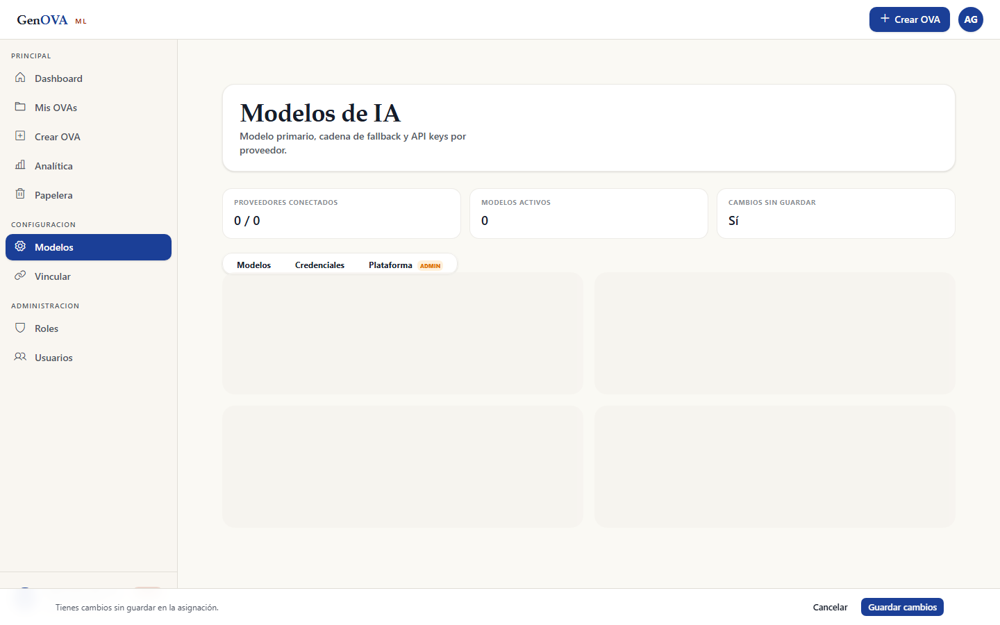 GenOVA ML
Crear OVA
AG
PRINCIPAL
Dashboard
Mis OVAs
Crear OVA
Analítica
Papelera
CONFIGURACION
Modelos
Vincular
ADMINISTRACION
Roles
Usuarios
Modelos de IA
Modelo primario, cadena de fallback y API keys por
proveedor.
PROVEEDORES CONECTADOS
0 / 0
MODELOS ACTIVOS
0
CAMBIOS SIN GUARDAR
Sí
Modelos
Credenciales
Plataforma ADMIN
Tienes cambios sin guardar en la asignación.
Cancelar
Guardar cambios